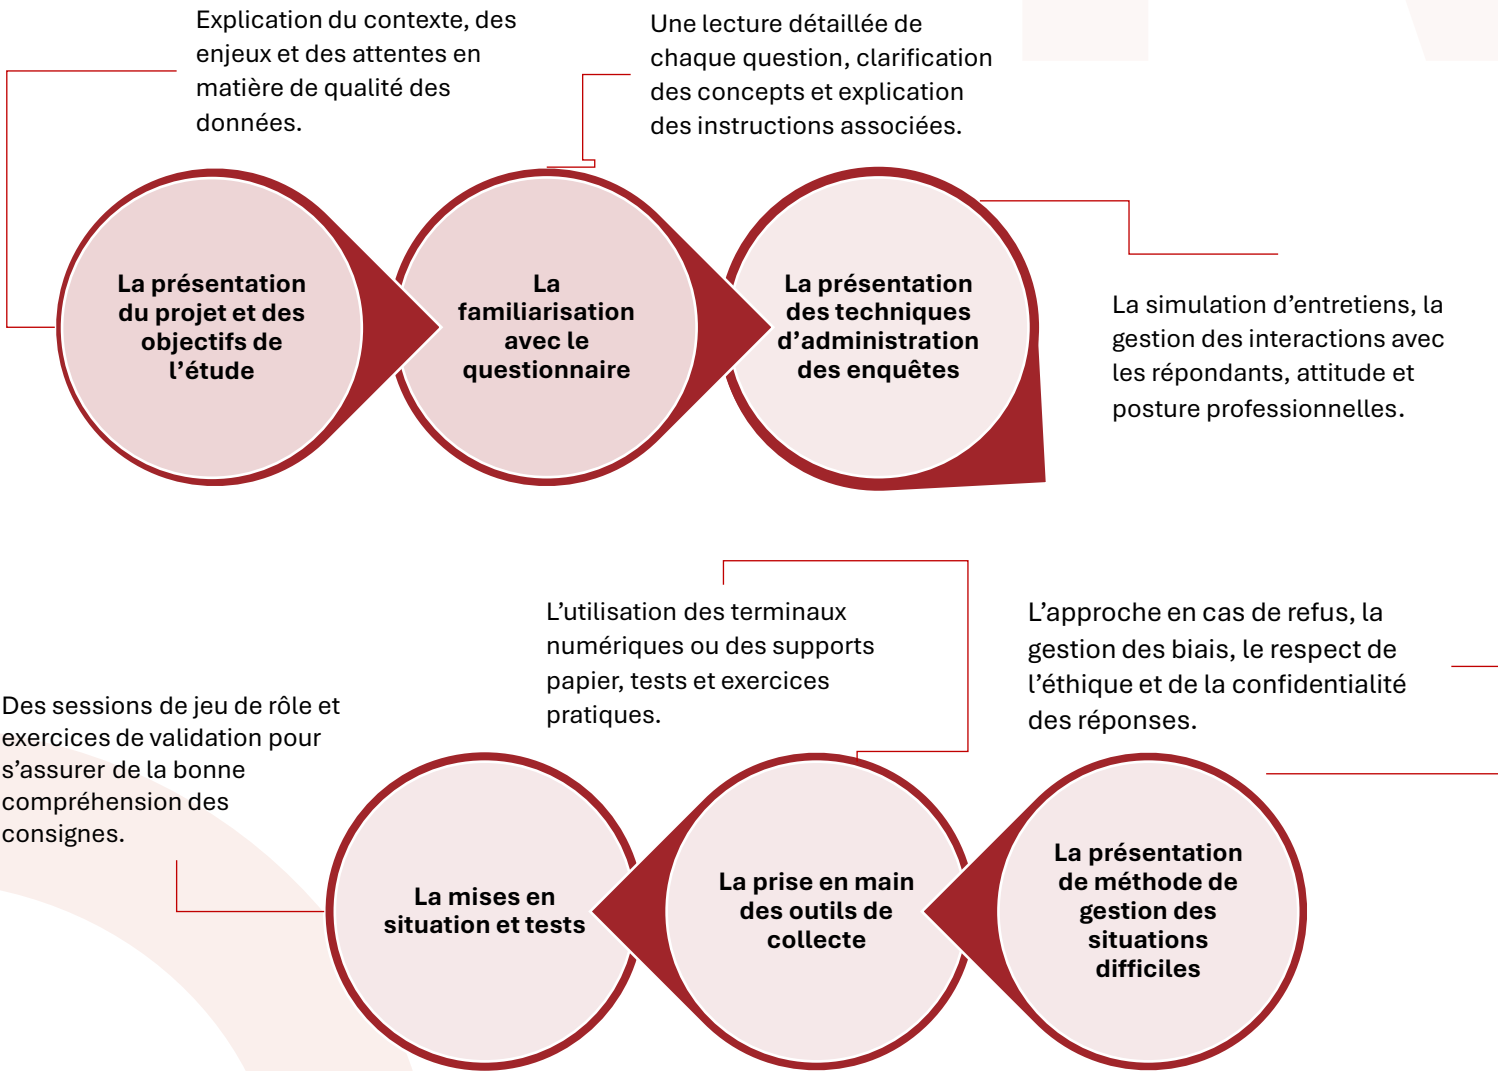 Explication du contexte, des
enjeux et des attentes en
matière de qualité des
données.
Une lecture détaillée de
chaque question, clarification
des concepts et explication
des instructions associées.
La présentation
du projet et des
objectifs de
l’étude
La
familiarisation
avec le
questionnaire
La présentation
des techniques
d’administration
des enquêtes
La simulation d’entretiens, la
gestion des interactions avec
les répondants, attitude et
posture professionnelles.
L’approche en cas de refus, la
gestion des biais, le respect de
l’éthique et de la confidentialité
des réponses.
La présentation
de méthode de
gestion des
situations
difficiles
L’utilisation des terminaux
numériques ou des supports
papier, tests et exercices
pratiques.
La prise en main
des outils de
collecte
Des sessions de jeu de rôle et
exercices de validation pour
s’assurer de la bonne
compréhension des
consignes.
La mises en
situation et tests